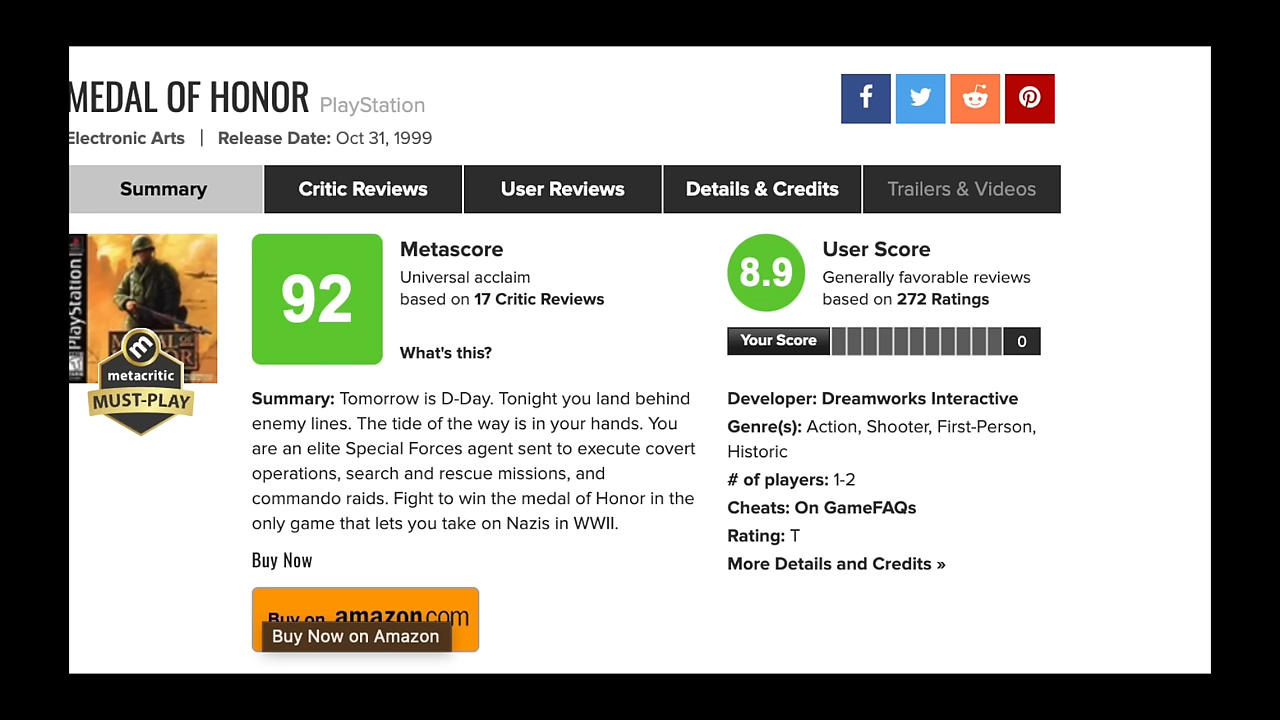 MEDAL OF HONOR PlayStation
Electronic Arts | Release Date: Oct 31, 1999
Summary Critic Reviews User Reviews Details & Credits Trailers & Videos
PlayStation
metacritic
MUST-PLAY
92
Metascore
Universal acclaim
based on 17 Critic Reviews
What's this?
8.9
User Score
Generally favorable reviews
based on 272 Ratings
Your Score 0
Summary: Tomorrow is D-Day. Tonight you land behind
enemy lines. The tide of the way is in your hands. You
are an elite Special Forces agent sent to execute covert
operations, search and rescue missions, and
commando raids. Fight to win the medal of Honor in the
only game that lets you take on Nazis in WWII.
Buy Now
Buy on amazon.com
Buy Now on Amazon
Developer: Dreamworks Interactive
Genre(s): Action, Shooter, First-Person,
Historic
# of players: 1-2
Cheats: On GameFAQs
Rating: T
More Details and Credits »